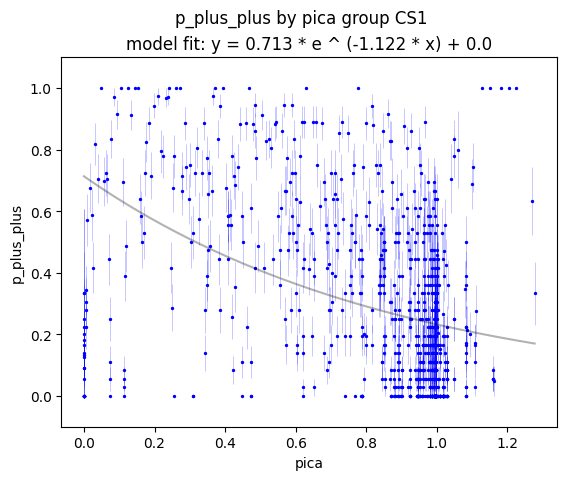 p_plus_plus by pica group CS1
model fit: y = 0.713 * e ^ (-1.122 * x) + 0.0
1.0
0.8
0.6
0.4
0.2
0.0
p_plus_plus
0.0 0.2 0.4 0.6 0.8 1.0 1.2
pica